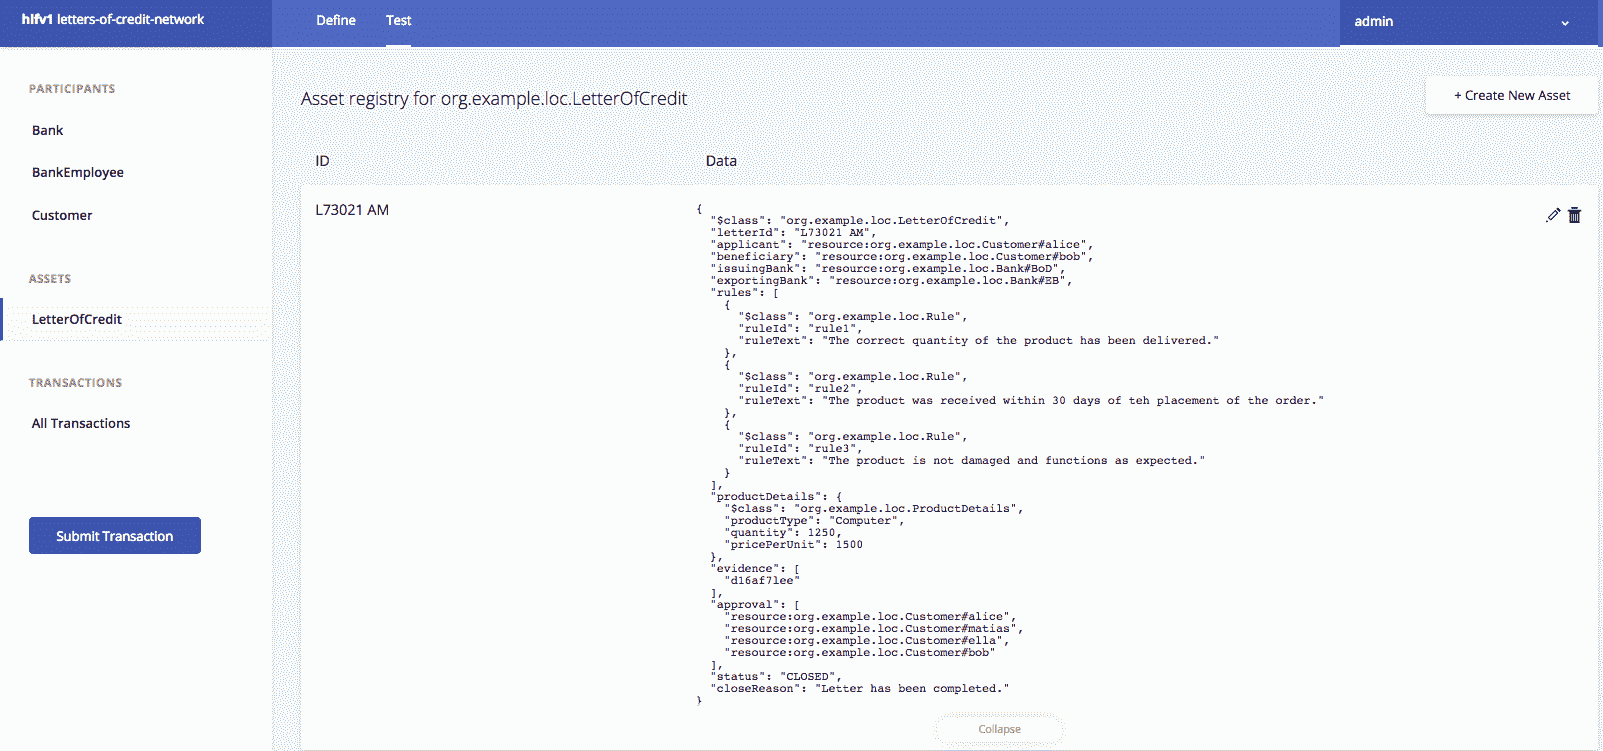 hlfv1 letters-of-credit-network
Define
Test
admin
PARTICIPANTS
Bank
BankEmployee
Customer
ASSETS
LetterOfCredit
TRANSACTIONS
All Transactions
Submit Transaction
Asset registry for org.example.loc.LetterOfCredit
+ Create New Asset
ID
Data
L73021 AM
{
"$class": "org.example.loc.LetterOfCredit",
"letterId": "L73021 AM",
"applicant": "resource:org.example.loc.Customer#alice",
"beneficiary": "resource:org.example.loc.Customer#bob",
"issuingBank": "resource:org.example.loc.Bank#BoD",
"exportingBank": "resource:org.example.loc.Bank#EB",
"rules": [
{
"$class": "org.example.loc.Rule",
"ruleId": "rule1",
"ruleText": "The correct quantity of the product has been delivered."
},
{
"$class": "org.example.loc.Rule",
"ruleId": "rule2",
"ruleText": "The product was received within 30 days of teh placement of the order."
},
{
"$class": "org.example.loc.Rule",
"ruleId": "rule3",
"ruleText": "The product is not damaged and functions as expected."
}
],
"productDetails": {
"$class": "org.example.loc.ProductDetails",
"productType": "Computer",
"quantity": 1250,
"pricePerUnit": 1500
},
"evidence": [
"d16af7lee"
],
"approval": [
"resource:org.example.loc.Customer#alice",
"resource:org.example.loc.Customer#matias",
"resource:org.example.loc.Customer#ella",
"resource:org.example.loc.Customer#bob"
],
"status": "CLOSED",
"closeReason": "Letter has been completed."
}
Collapse